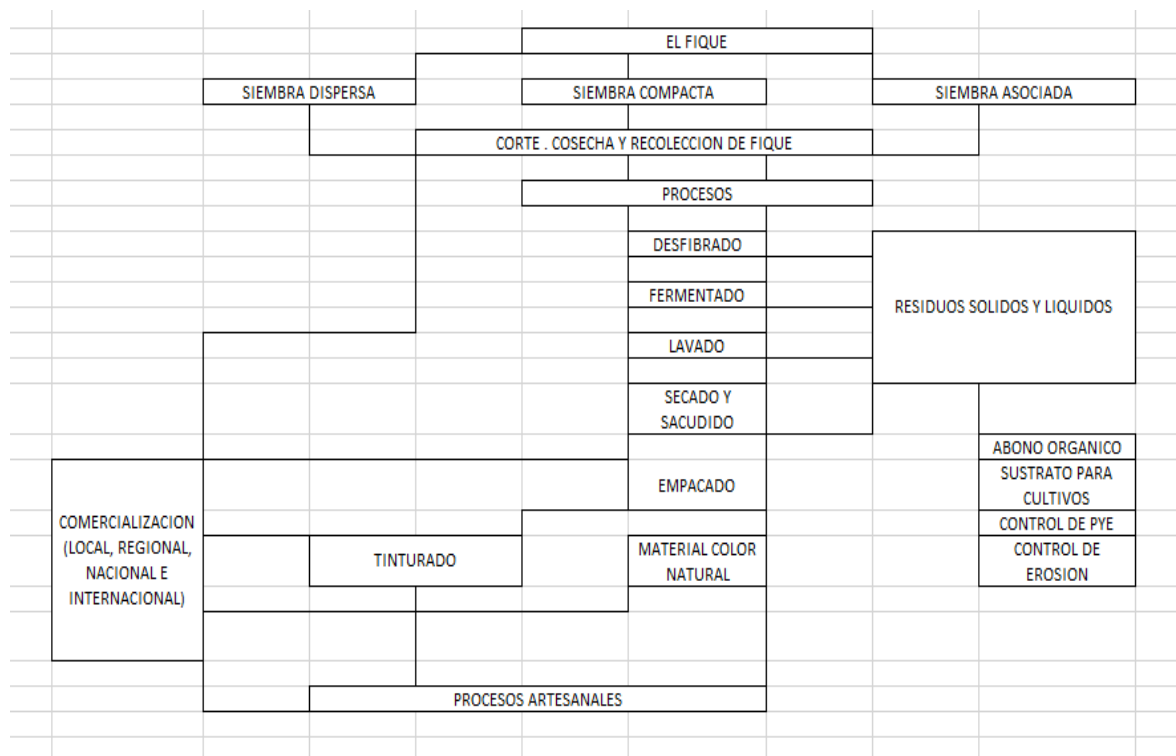 EL FIQUE
SIEMBRA DISPERSA
SIEMBRA COMPACTA
SIEMBRA ASOCIADA
CORTE . COSECHA Y RECOLECCION DE FIQUE
PROCESOS
DESFIBRADO
FERMENTADO
RESIDUOS SOLIDOS Y LIQUIDOS
LAVADO
SECADO Y
SACUDIDO
ABONO ORGANICO
EMPACADO
SUSTRATO PARA
CULTIVOS
CONTROL DE PYE
COMERCIALIZACION
(LOCAL, REGIONAL,
NACIONAL E
INTERNACIONAL)
TINTURADO
MATERIAL COLOR
NATURAL
CONTROL DE
EROSION
PROCESOS ARTESANALES